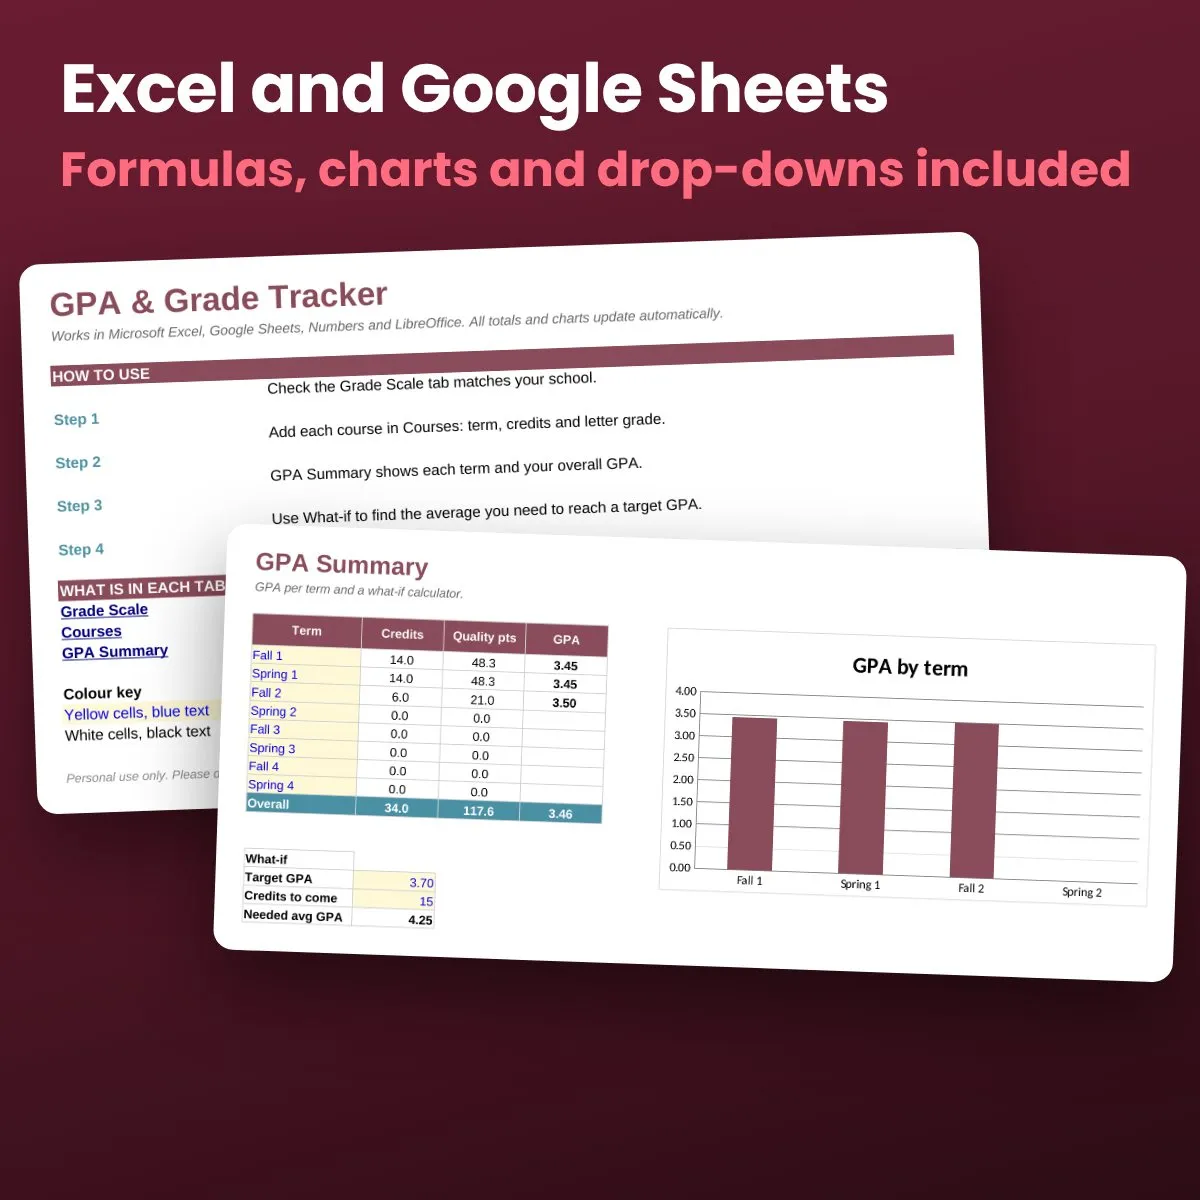 Excel and Google Sheets
Formulas, charts and drop-downs included
GPA & Grade Tracker
Works in Microsoft Excel, Google Sheets, Numbers and LibreOffice. All totals and charts update automatically.
HOW TO USE
Step 1 Check the Grade Scale tab matches your school.
Step 2 Add each course in Courses: term, credits and letter grade.
Step 3 GPA Summary shows each term and your overall GPA.
Step 4 Use What-if to find the average you need to reach a target GPA.
WHAT IS IN EACH TAB
Grade Scale
Courses
GPA Summary
Colour key
Yellow cells, blue text
White cells, black text
Personal use only. Please
GPA Summary
GPA per term and a what-if calculator.
Term Credits Quality pts GPA
Fall 1 14.0 48.3 3.45
Spring 1 14.0 48.3 3.45
Fall 2 6.0 21.0 3.50
Spring 2 0.0 0.0
Fall 3 0.0 0.0
Spring 3 0.0 0.0
Fall 4 0.0 0.0
Spring 4 0.0 0.0
Overall 34.0 117.6 3.46
What-if
Target GPA 3.70
Credits to come 15
Needed avg GPA 4.25
GPA by term
4.00
3.50
3.00
2.50
2.00
1.50
1.00
0.50
0.00
Fall 1 Spring 1 Fall 2 Spring 2